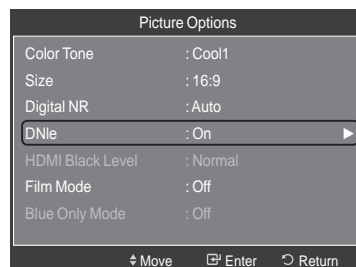 Picture Options
Color Tone : Cool1
Size : 16:9
Digital NR : Auto
DNIe : On
HDMI Black Level : Normal
Film Mode : Off
Blue Only Mode : Off
Move Enter Return